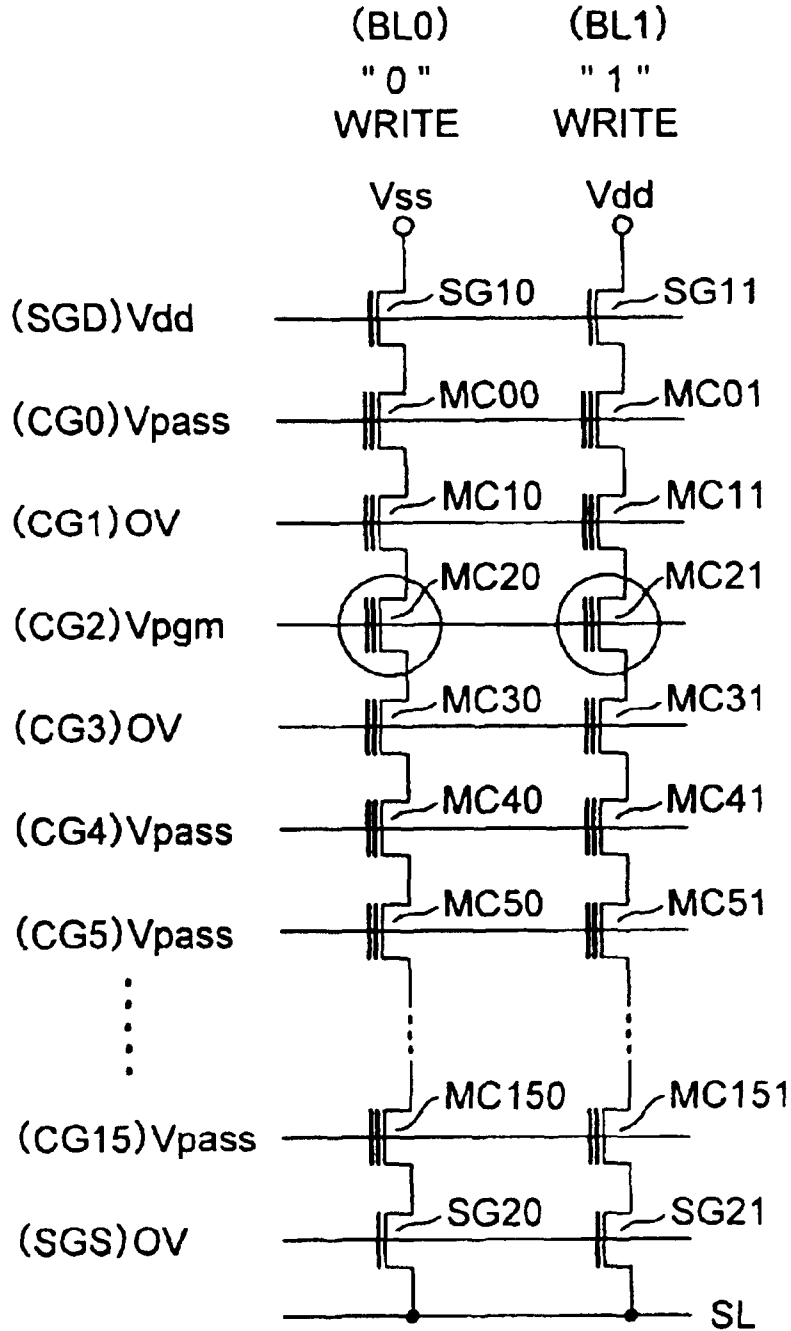 (BL0) (BL1)
"0" "1"
WRITE WRITE
Vss Vdd
(SGD)Vdd SG10 SG11
(CG0)Vpass MC00 MC01
(CG1)OV MC10 MC11
(CG2)Vpgm MC20 MC21
(CG3)OV MC30 MC31
(CG4)Vpass MC40 MC41
(CG5)Vpass MC50 MC51
(CG15)Vpass MC150 MC151
(SGS)OV SG20 SG21
SL